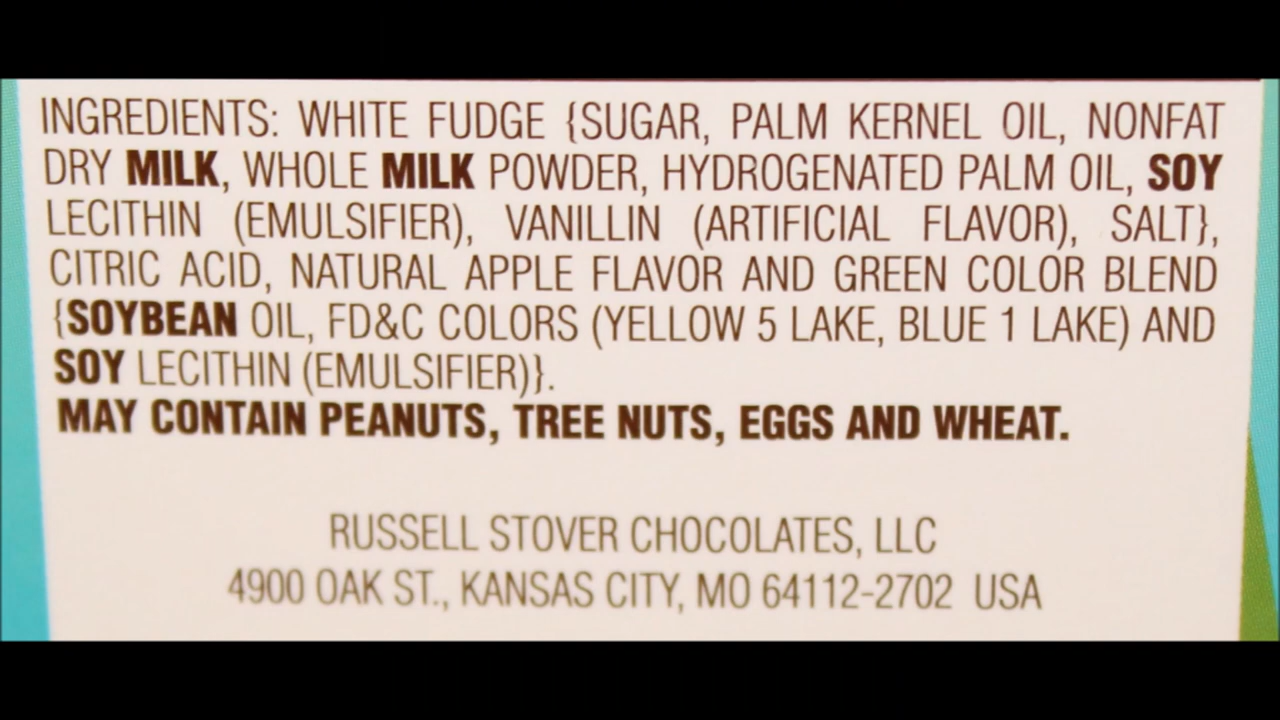 INGREDIENTS: WHITE FUDGE {SUGAR, PALM KERNEL OIL, NONFAT
DRY MILK, WHOLE MILK POWDER, HYDROGENATED PALM OIL, SOY
LECITHIN (EMULSIFIER), VANILLIN (ARTIFICIAL FLAVOR), SALT},
CITRIC ACID, NATURAL APPLE FLAVOR AND GREEN COLOR BLEND
{SOYBEAN OIL, FD&C COLORS (YELLOW 5 LAKE, BLUE 1 LAKE) AND
SOY LECITHIN (EMULSIFIER)}.
MAY CONTAIN PEANUTS, TREE NUTS, EGGS AND WHEAT.
RUSSELL STOVER CHOCOLATES, LLC
4900 OAK ST., KANSAS CITY, MO 64112-2702 USA